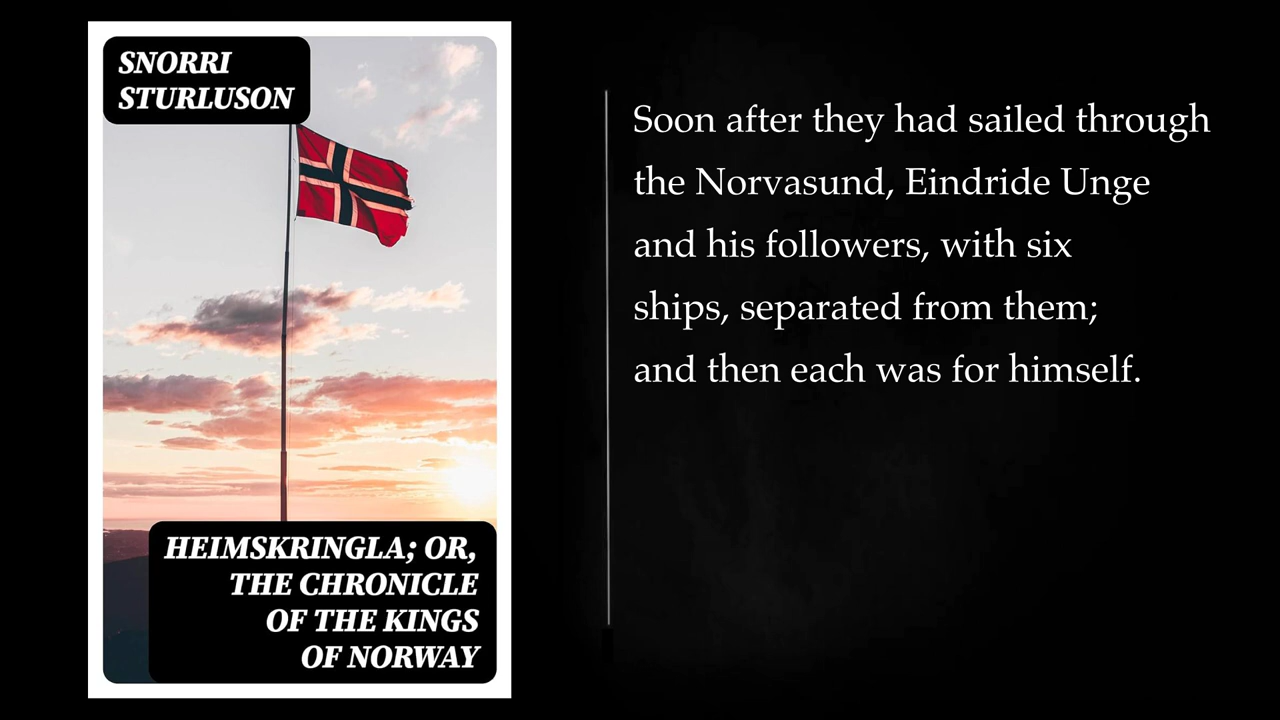 SNORRI
STURLUSON
HEIMSKRINGLA; OR,
THE CHRONICLE
OF THE KINGS
OF NORWAY
Soon after they had sailed through
the Norvasund, Eindride Unge
and his followers, with six
ships, separated from them;
and then each was for himself.